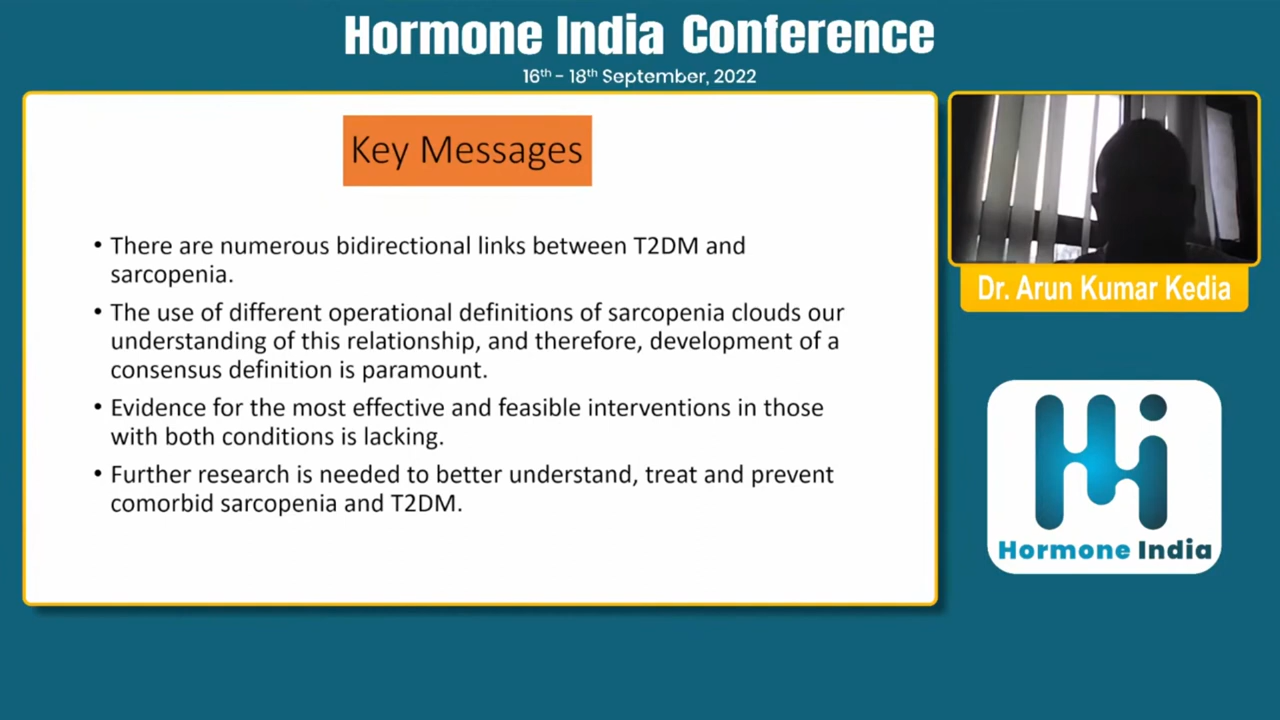 Hormone India Conference
16th - 18th September, 2022
Key Messages
• There are numerous bidirectional links between T2DM and
sarcopenia.
• The use of different operational definitions of sarcopenia clouds our
understanding of this relationship, and therefore, development of a
consensus definition is paramount.
• Evidence for the most effective and feasible interventions in those
with both conditions is lacking.
• Further research is needed to better understand, treat and prevent
comorbid sarcopenia and T2DM.
Dr. Arun Kumar Kedia
Hi
Hormone India